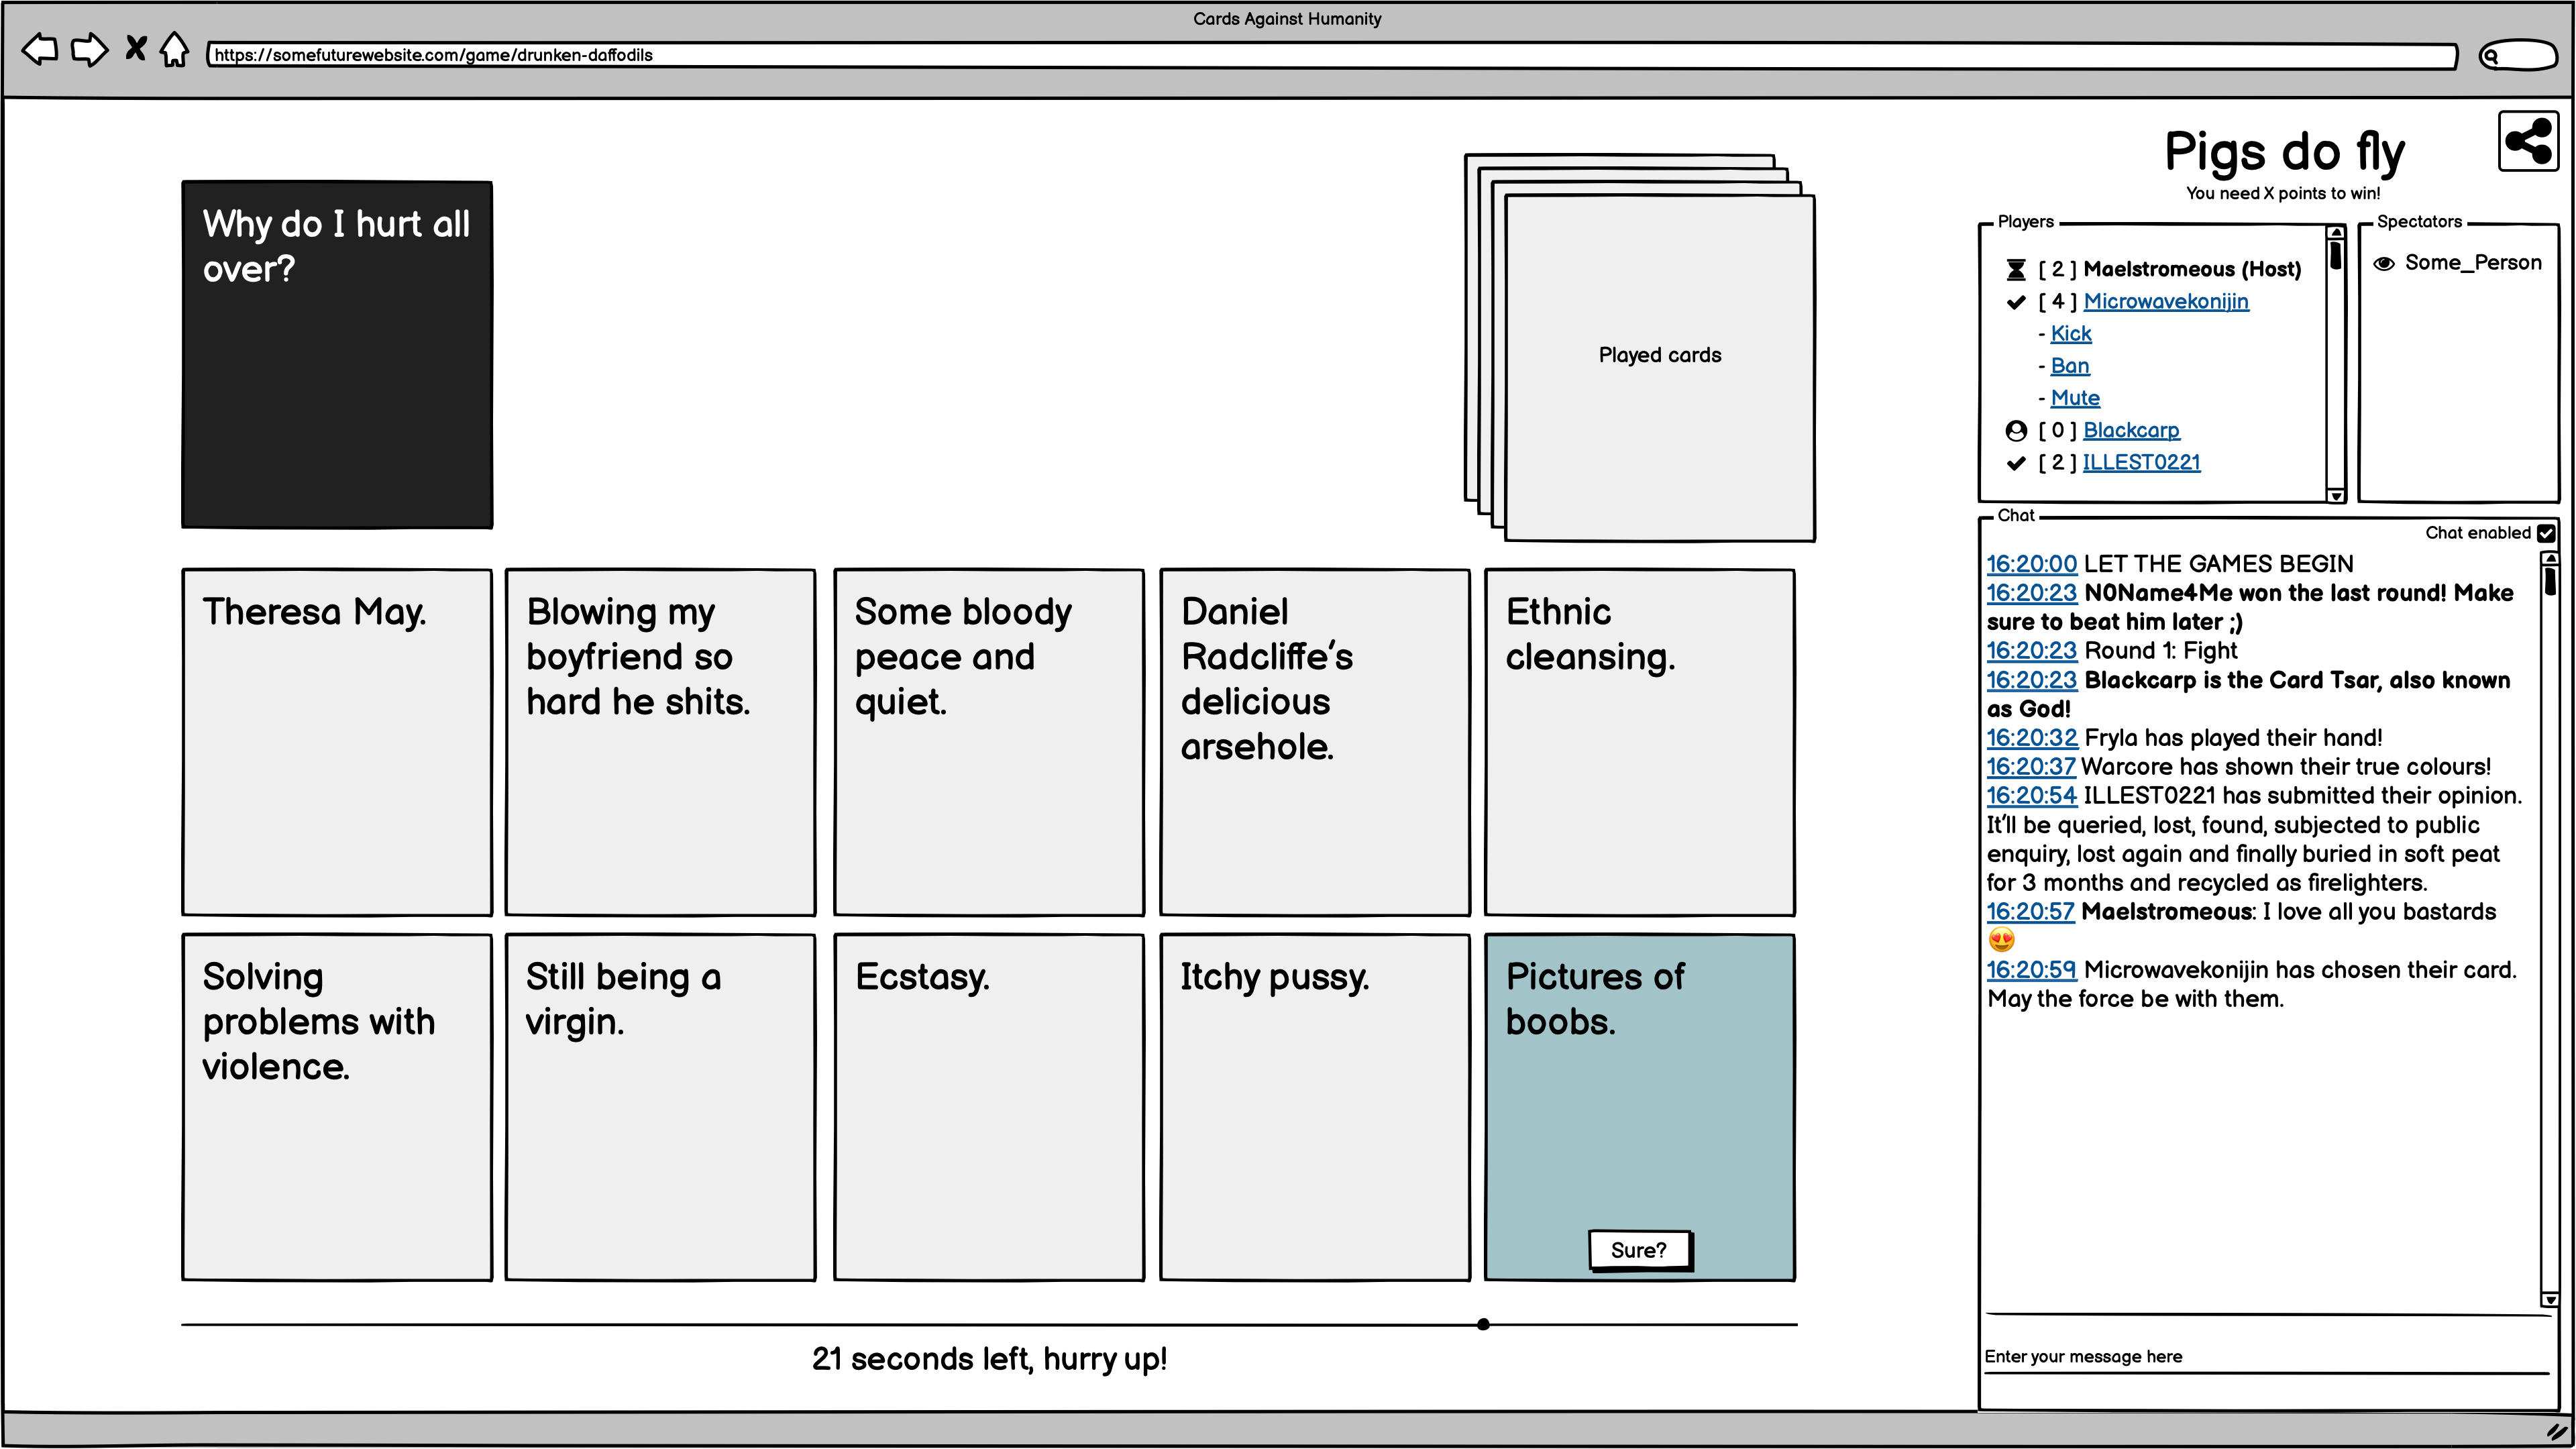 Cards Against Humanity
https://somefuturewebsite.com/game/drunken-daffodils
Why do I hurt all
over?
Played cards
Theresa May.
Blowing my
boyfriend so
hard he shits.
Some bloody
peace and
quiet.
Daniel
Radcliffe's
delicious
arsehole.
Ethnic
cleansing.
Solving
problems with
violence.
Still being a
virgin.
Ecstasy.
Itchy pussy.
Pictures of
boobs.
Sure?
21 seconds left, hurry up!
Pigs do fly
You need X points to win!
Players
[ 2 ] Maelstromeous (Host)
[ 4 ] Microwavekonijin
- Kick
- Ban
- Mute
[ 0 ] Blackcarp
[ 2 ] ILLEST0221
Spectators
Some_Person
Chat
Chat enabled
16:20:00 LET THE GAMES BEGIN
16:20:23 N0Name4Me won the last round! Make
sure to beat him later ;)
16:20:23 Round 1: Fight
16:20:23 Blackcarp is the Card Tsar, also known
as God!
16:20:32 Fryla has played their hand!
16:20:37 Warcore has shown their true colours!
16:20:54 ILLEST0221 has submitted their opinion.
It'll be queried, lost, found, subjected to public
enquiry, lost again and finally buried in soft peat
for 3 months and recycled as firelighters.
16:20:57 Maelstromeous: I love all you bastards
😍
16:20:59 Microwavekonijin has chosen their card.
May the force be with them.
Enter your message here